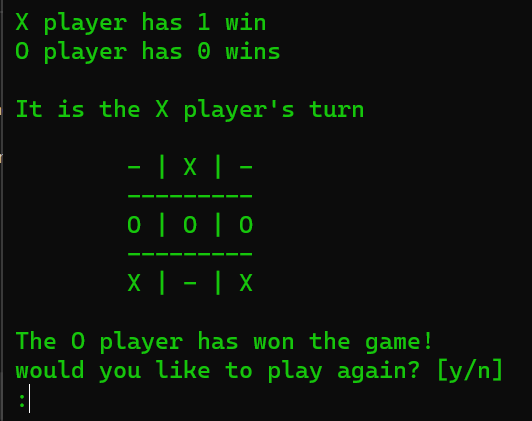 X player has 1 win
O player has 0 wins
It is the X player's turn
- | X | -
---------
O | O | O
---------
X | - | X
The O player has won the game!
would you like to play again? [y/n]
: